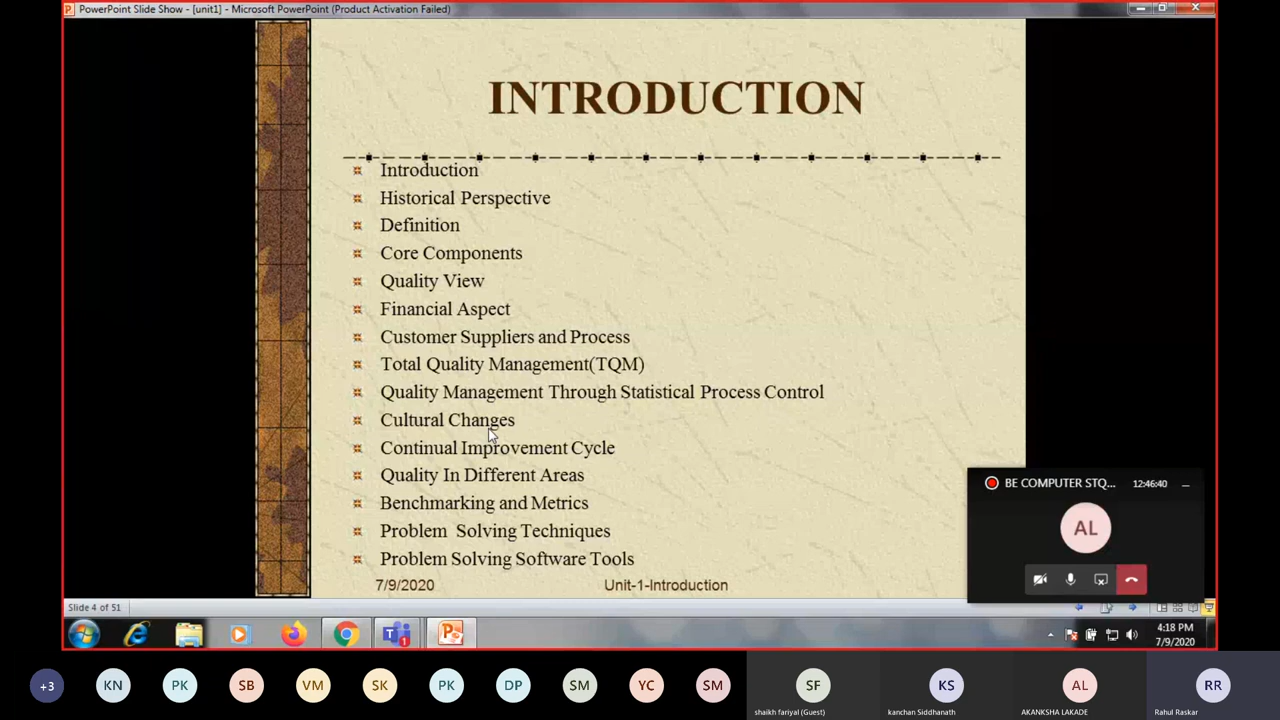 PowerPoint Slide Show - [unit1] - Microsoft PowerPoint (Product Activation Failed)
INTRODUCTION
Introduction
Historical Perspective
Definition
Core Components
Quality View
Financial Aspect
Customer Suppliers and Process
Total Quality Management(TQM)
Quality Management Through Statistical Process Control
Cultural Changes
Continual Improvement Cycle
Quality In Different Areas
Benchmarking and Metrics
Problem Solving Techniques
Problem Solving Software Tools
7/9/2020 Unit-1-Introduction
BE COMPUTER STQ... 12:46:40
AL
Slide 4 of 51
1
4:18 PM
7/9/2020
+3 KN PK SB VM SK PK DP SM YC SM SF KS AL RR
shaikh fariyal (Guest) kanchan Siddhanath AKANKSHA LAKADE Rahul Raskar